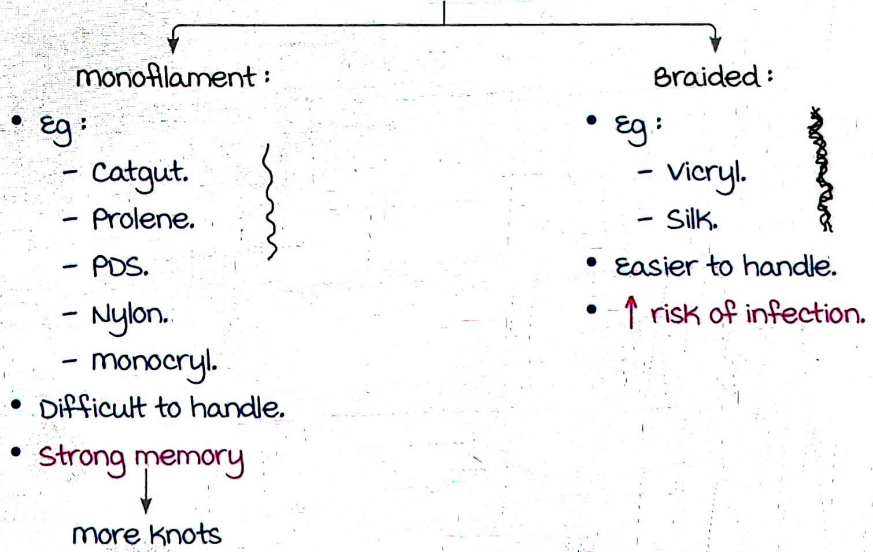 monofilament :
• Eg :
– Catgut.
– Prolene.
– PDS.
– Nylon.
– monocryl.
• Difficult to handle.
• Strong memory
more knots
Braided :
• Eg :
– Vicryl.
– Silk.
• Easier to handle.
• ↑ risk of infection.